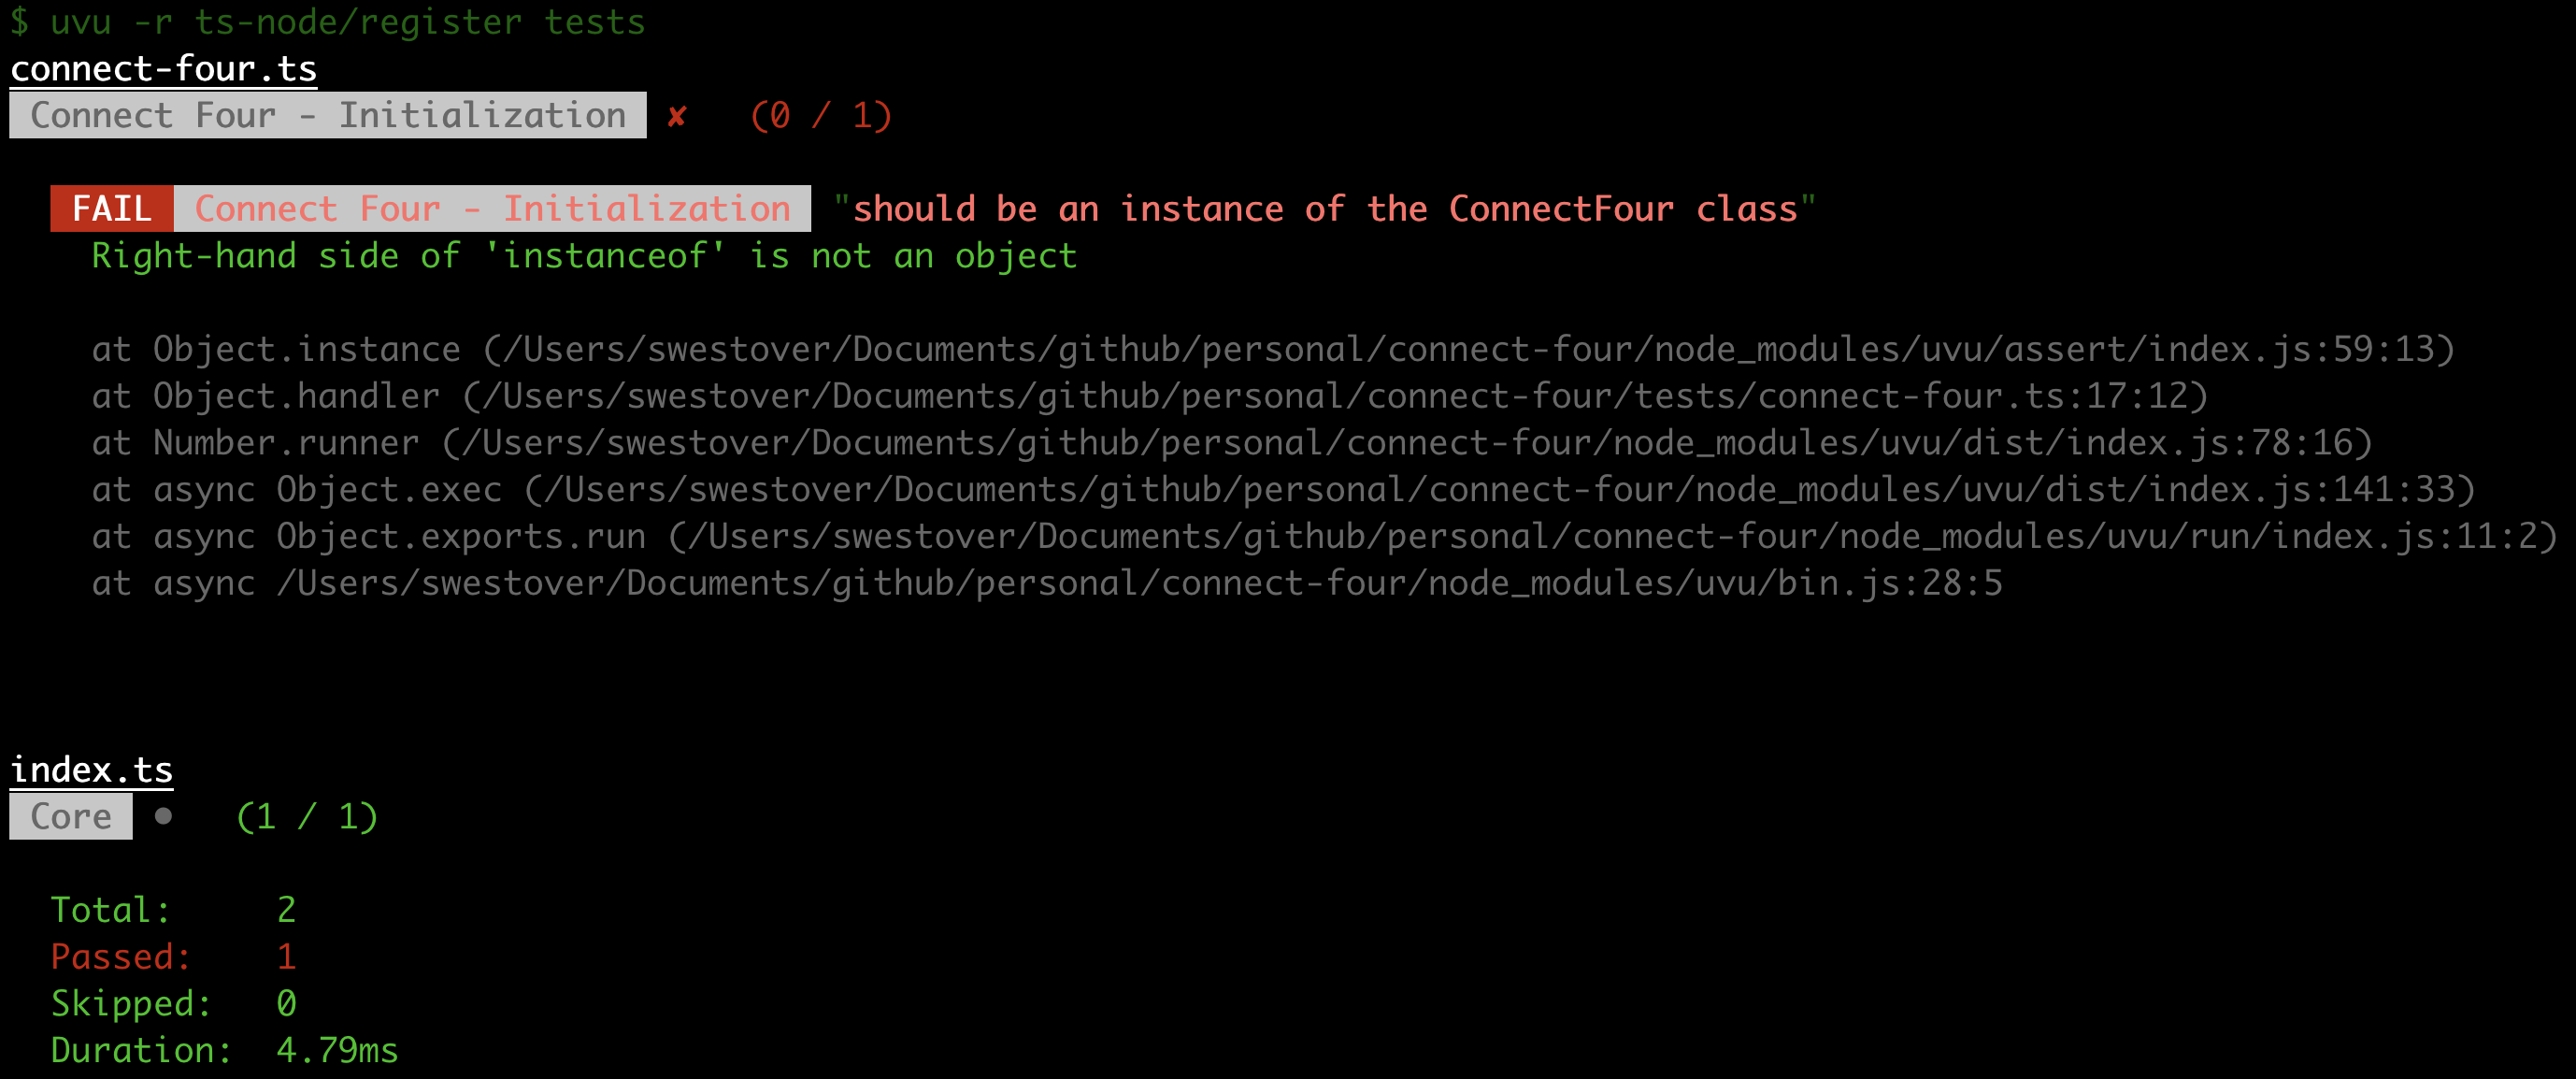 $ uvu -r ts-node/register tests
connect-four.ts
Connect Four - Initialization ✘ (0 / 1)
FAIL Connect Four - Initialization "should be an instance of the ConnectFour class"
Right-hand side of 'instanceof' is not an object
at Object.instance (/Users/swestover/Documents/github/personal/connect-four/node_modules/uvu/assert/index.js:59:13)
at Object.handler (/Users/swestover/Documents/github/personal/connect-four/tests/connect-four.ts:17:12)
at Number.runner (/Users/swestover/Documents/github/personal/connect-four/node_modules/uvu/dist/index.js:78:16)
at async Object.exec (/Users/swestover/Documents/github/personal/connect-four/node_modules/uvu/dist/index.js:141:33)
at async Object.exports.run (/Users/swestover/Documents/github/personal/connect-four/node_modules/uvu/run/index.js:11:2)
at async /Users/swestover/Documents/github/personal/connect-four/node_modules/uvu/bin.js:28:5
index.ts
Core • (1 / 1)
Total: 2
Passed: 1
Skipped: 0
Duration: 4.79ms